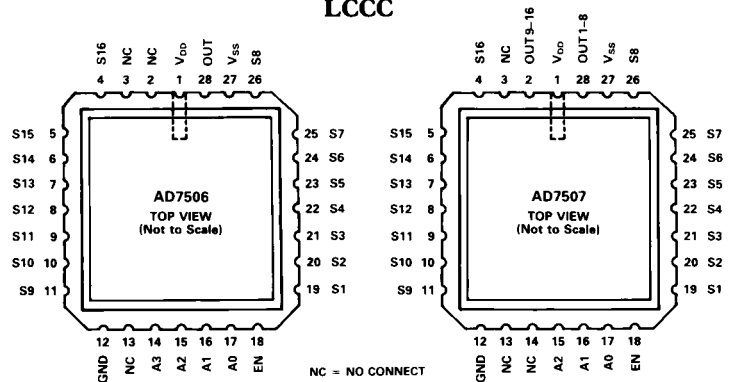 LCCC
S16 NC NC VDD OUT VSS S8
4 3 2 1 28 27 26
S15 5
S14 6
S13 7
S12 8
S11 9
S10 10
S9 11
AD7506
TOP VIEW
(Not to Scale)
25 S7
24 S6
23 S5
22 S4
21 S3
20 S2
19 S1
12 13 14 15 16 17 18
GND NC A3 A2 A1 A0 EN
S16 NC OUT 9-16 VDD OUT 1-8 VSS S8
4 3 2 1 28 27 26
S15 5
S14 6
S13 7
S12 8
S11 9
S10 10
S9 11
AD7507
TOP VIEW
(Not to Scale)
25 S7
24 S6
23 S5
22 S4
21 S3
20 S2
19 S1
12 13 14 15 16 17 18
GND NC NC A2 A1 A0 EN
NC = NO CONNECT